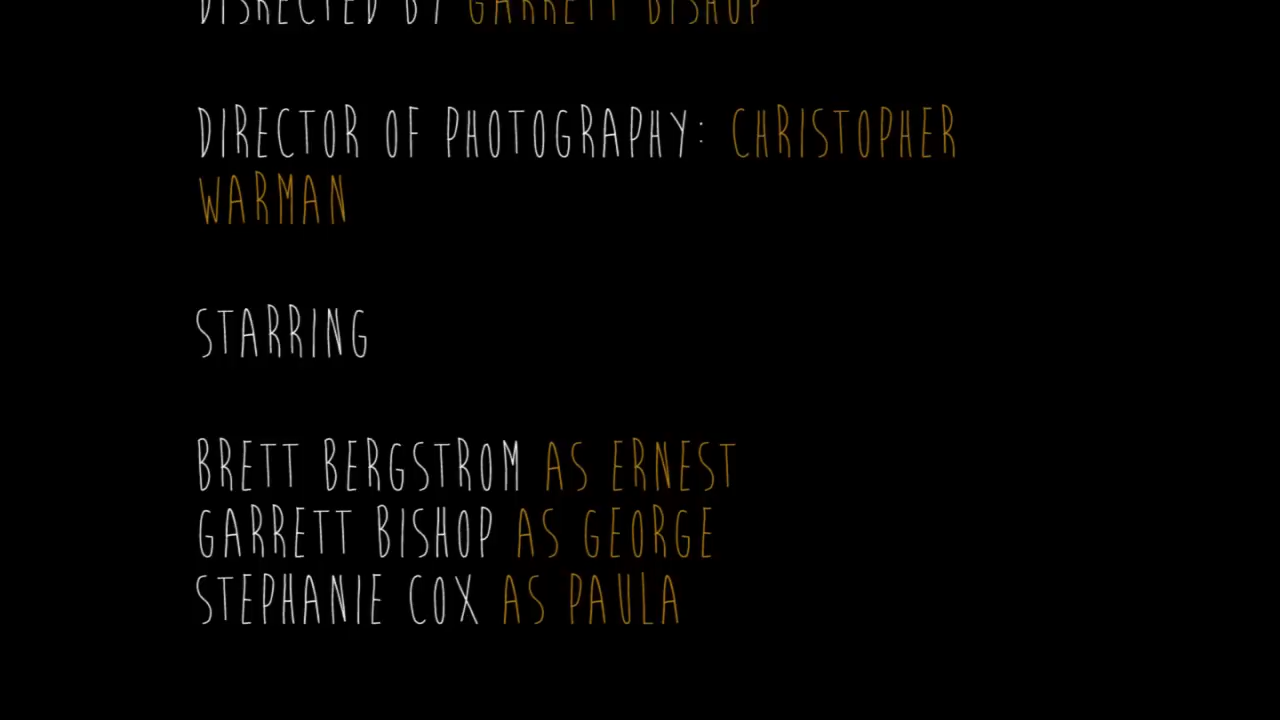 DISRECTED BY GARRETT BISHOP
DIRECTOR OF PHOTOGRAPHY: CHRISTOPHER
WARMAN
STARRING
BRETT BERGSTROM AS ERNEST
GARRETT BISHOP AS GEORGE
STEPHANIE COX AS PAULA